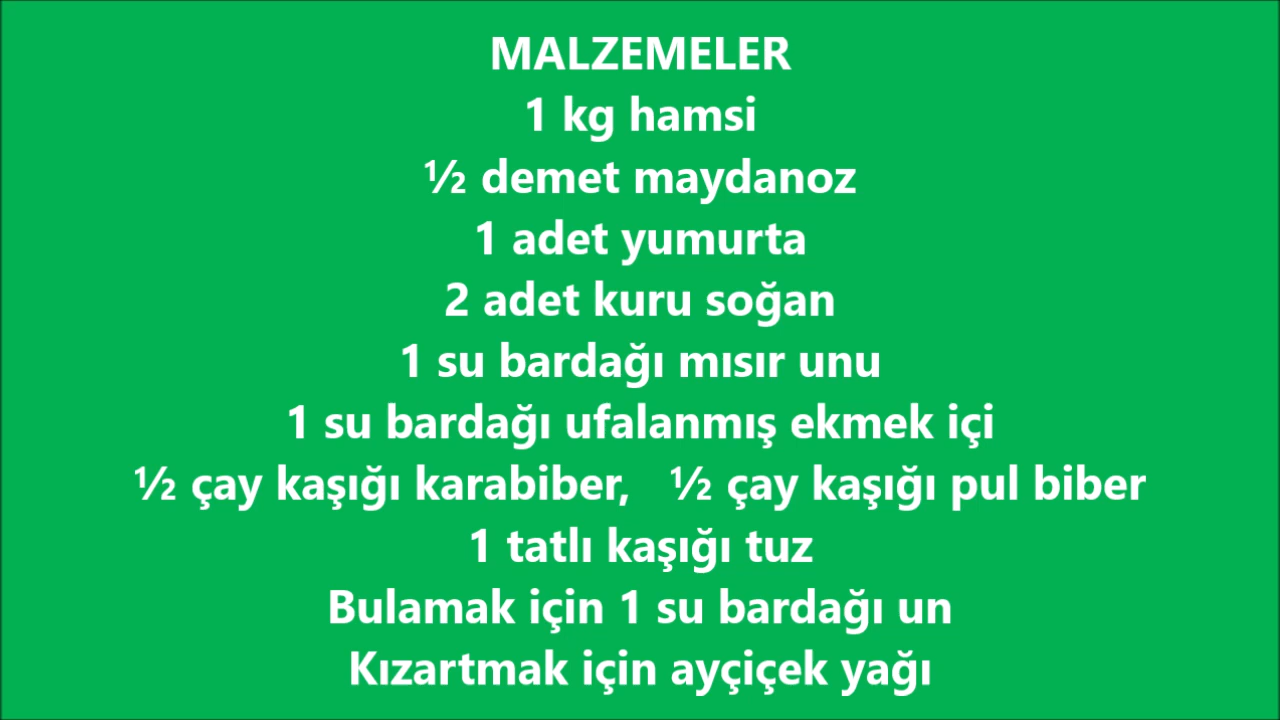 MALZEMELER
1 kg hamsi
½ demet maydanoz
1 adet yumurta
2 adet kuru soğan
1 su bardağı mısır unu
1 su bardağı ufalanmış ekmek içi
½ çay kaşığı karabiber, ½ çay kaşığı pul biber
1 tatlı kaşığı tuz
Bulamak için 1 su bardağı un
Kızartmak için ayçiçek yağı